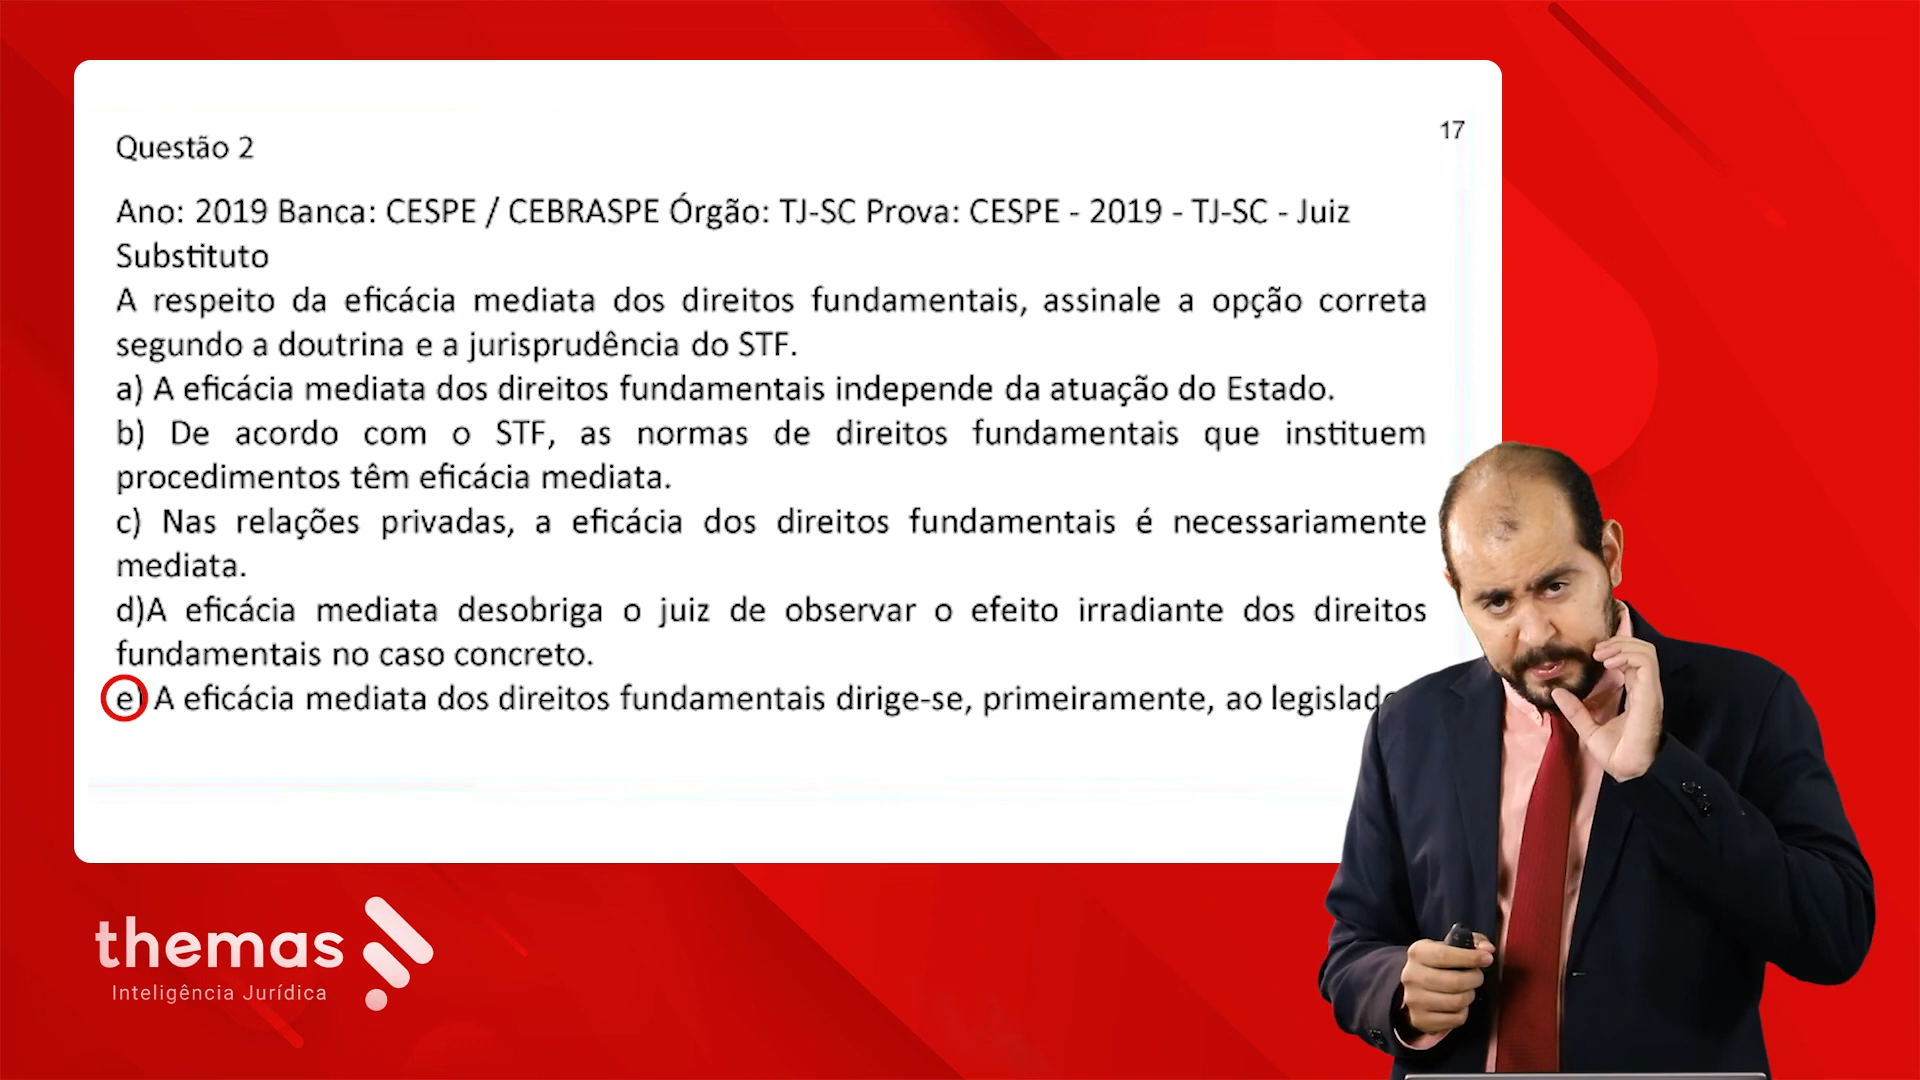 17
Questão 2
Ano: 2019 Banca: CESPE / CEBRASPE Órgão: TJ-SC Prova: CESPE - 2019 - TJ-SC - Juiz
Substituto
A respeito da eficácia mediata dos direitos fundamentais, assinale a opção correta
segundo a doutrina e a jurisprudência do STF.
a) A eficácia mediata dos direitos fundamentais independe da atuação do Estado.
b) De acordo com o STF, as normas de direitos fundamentais que instituem
procedimentos têm eficácia mediata.
c) Nas relações privadas, a eficácia dos direitos fundamentais é necessariamente
mediata.
d)A eficácia mediata desobriga o juiz de observar o efeito irradiante dos direitos
fundamentais no caso concreto.
e) A eficácia mediata dos direitos fundamentais dirige-se, primeiramente, ao
themas
Inteligência Jurídica